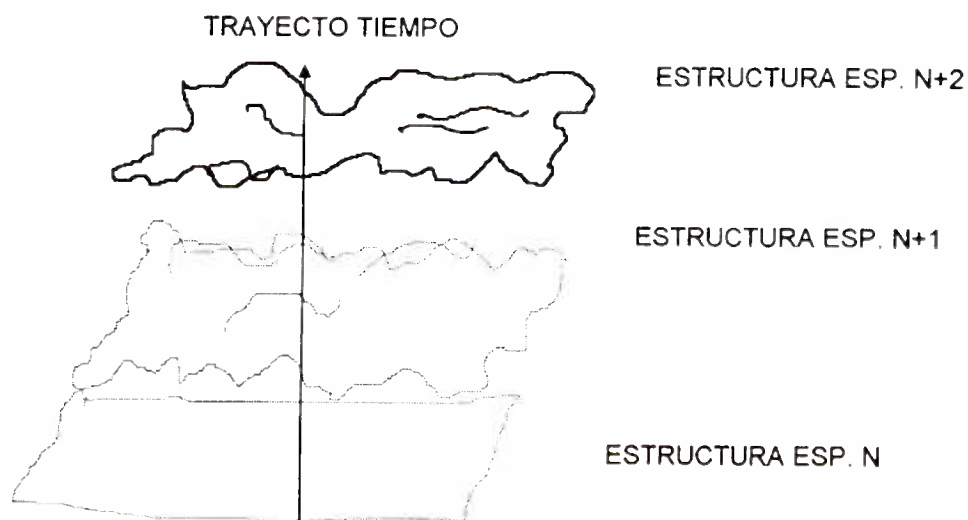 TRAYECTO TIEMPO
ESTRUCTURA ESP. N+2
ESTRUCTURA ESP. N+1
ESTRUCTURA ESP. N